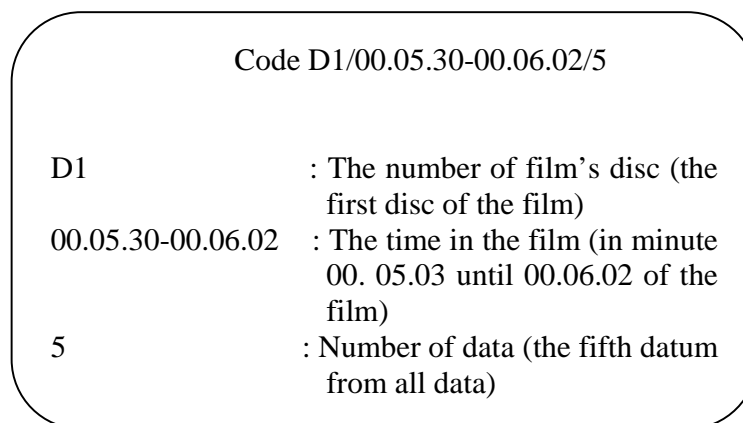 Code D1/00.05.30-00.06.02/5
D1 : The number of film's disc (the
first disc of the film)
00.05.30-00.06.02 : The time in the film (in minute
00. 05.03 until 00.06.02 of the
film)
5 : Number of data (the fifth datum
from all data)